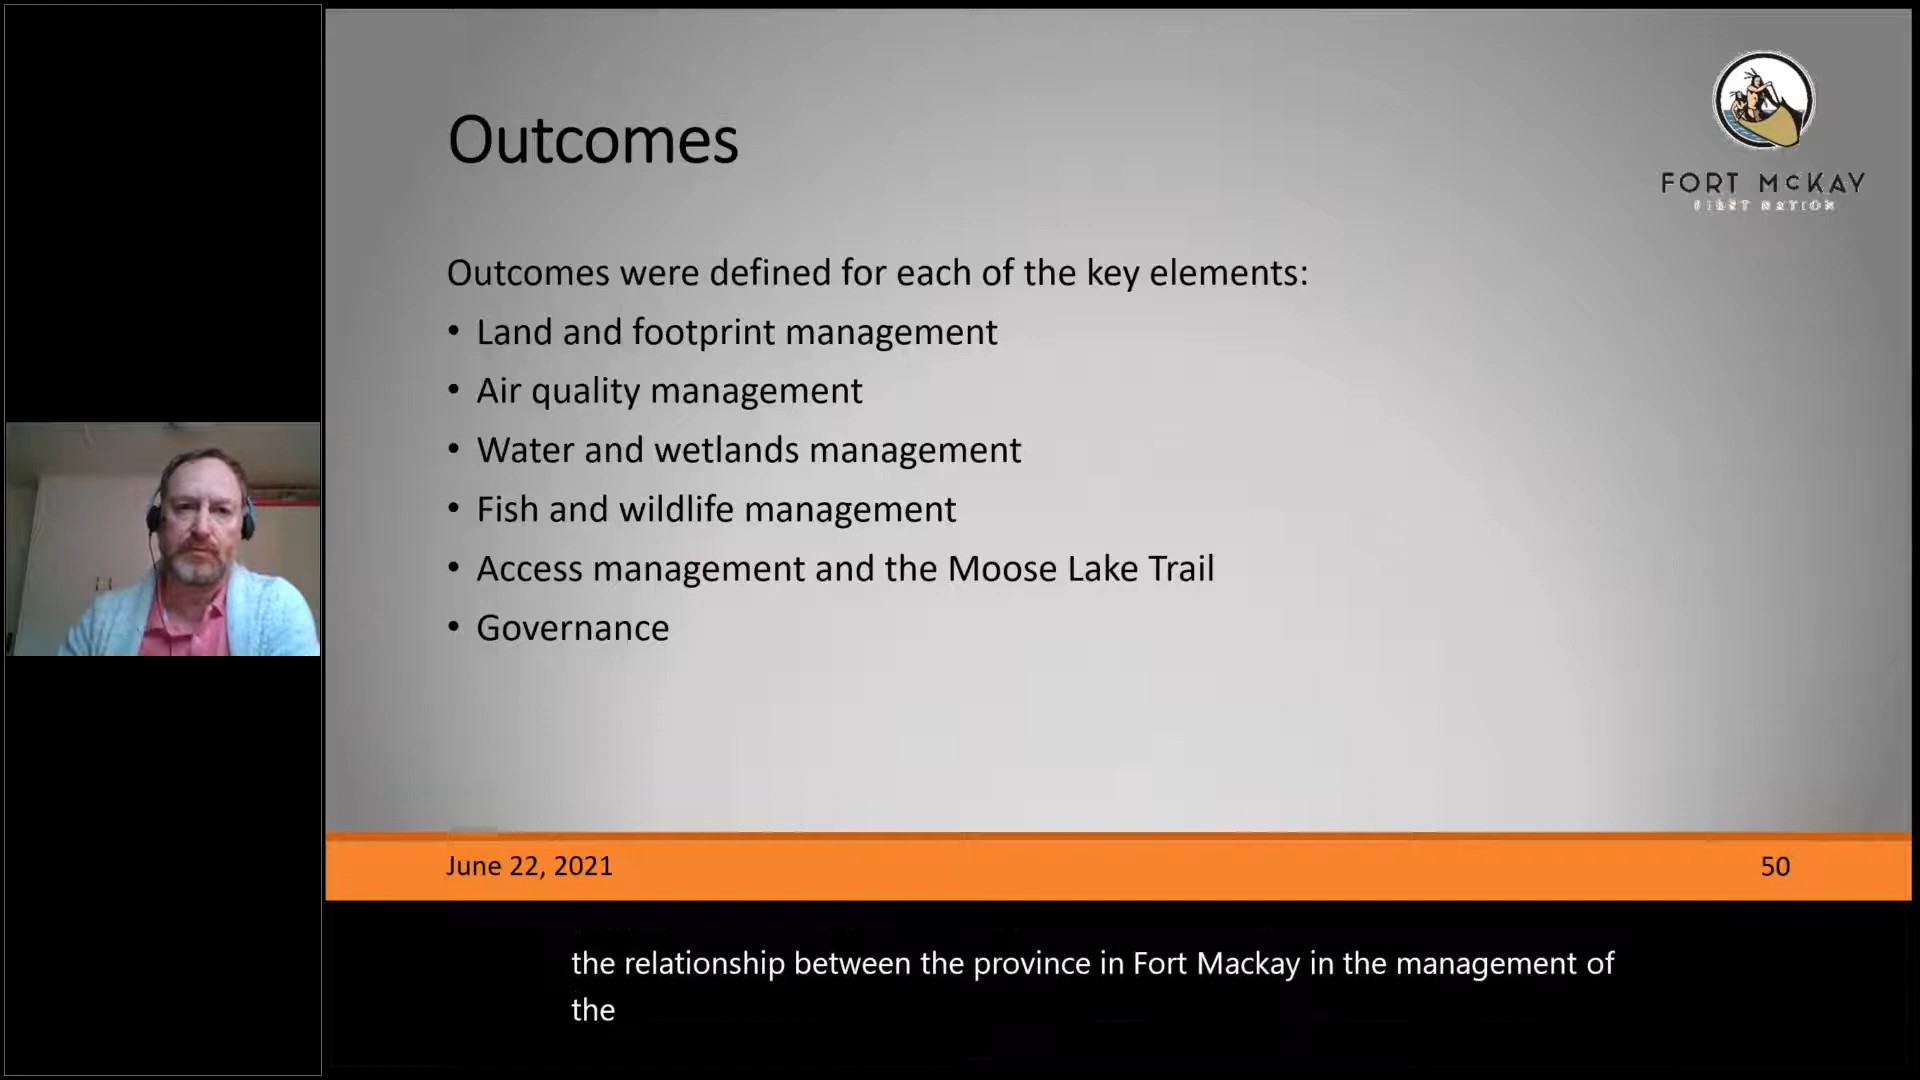 Outcomes
FORT McKAY
FIRST NATION
Outcomes were defined for each of the key elements:
• Land and footprint management
• Air quality management
• Water and wetlands management
• Fish and wildlife management
• Access management and the Moose Lake Trail
• Governance
June 22, 2021
50
the relationship between the province in Fort Mackay in the management of
the